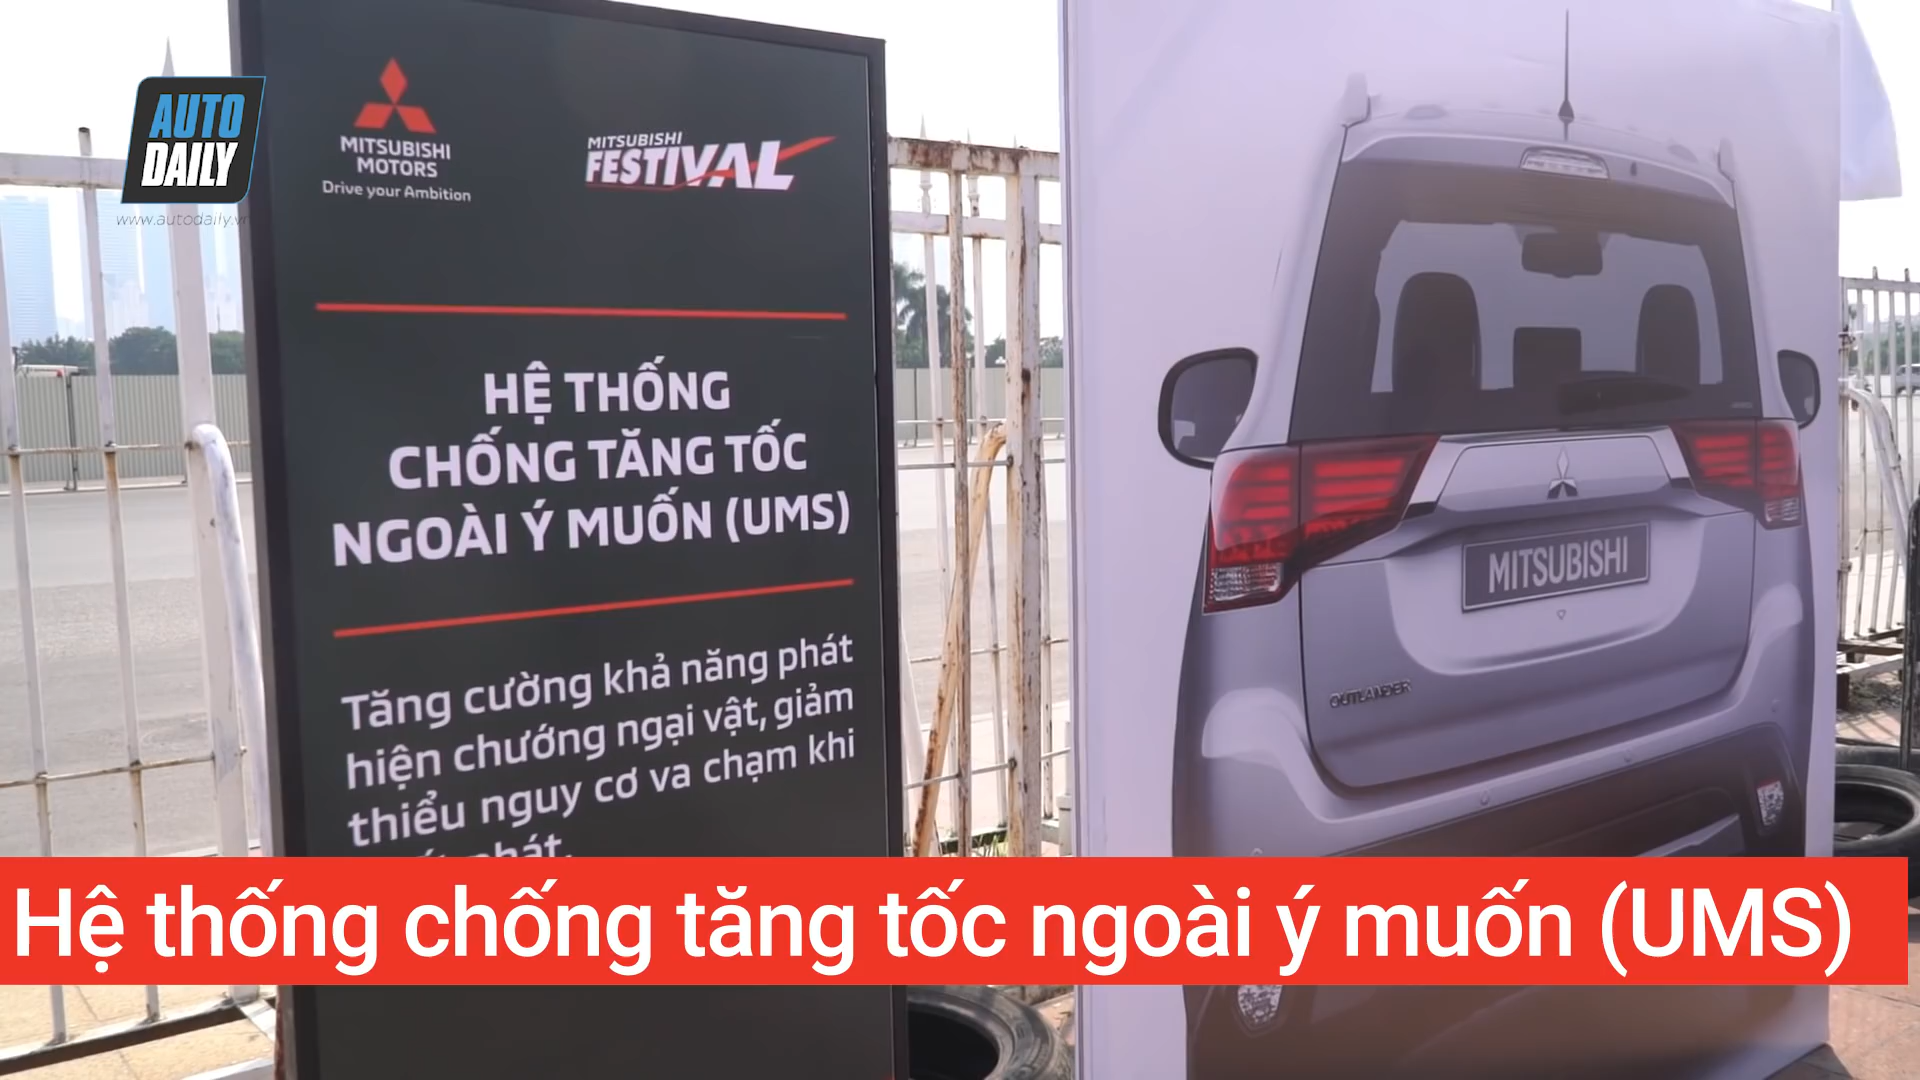 AUTO
DAILY
www.autodaily.vn
MITSUBISHI
MOTORS
Drive your Ambition
MITSUBISHI
FESTIVAL
HỆ THỐNG
CHỐNG TĂNG TỐC
NGOÀI Ý MUỐN (UMS)
Tăng cường khả năng phát
hiện chướng ngại vật, giảm
thiểu nguy cơ va chạm khi
phát.
MITSUBISHI
OUTLANDER
Hệ thống chống tăng tốc ngoài ý muốn (UMS)